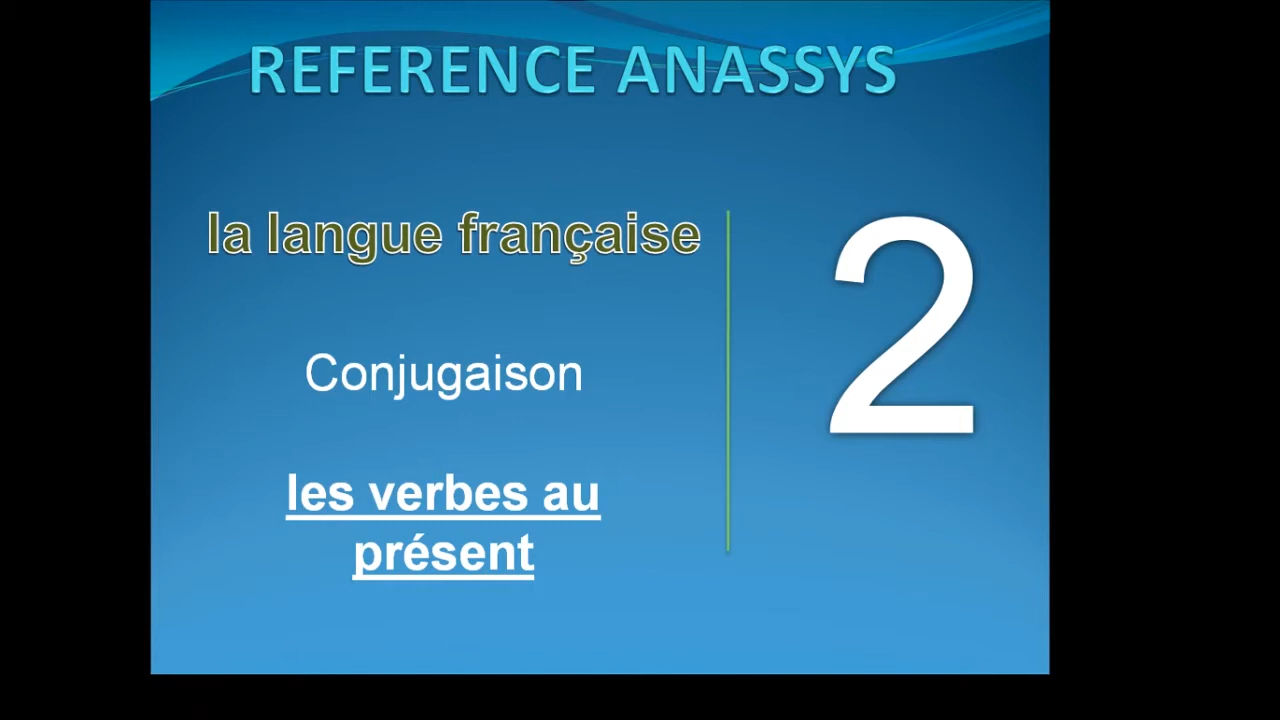 REFERENCE ANASSYS
la langue française
Conjugaison
les verbes au
présent
2